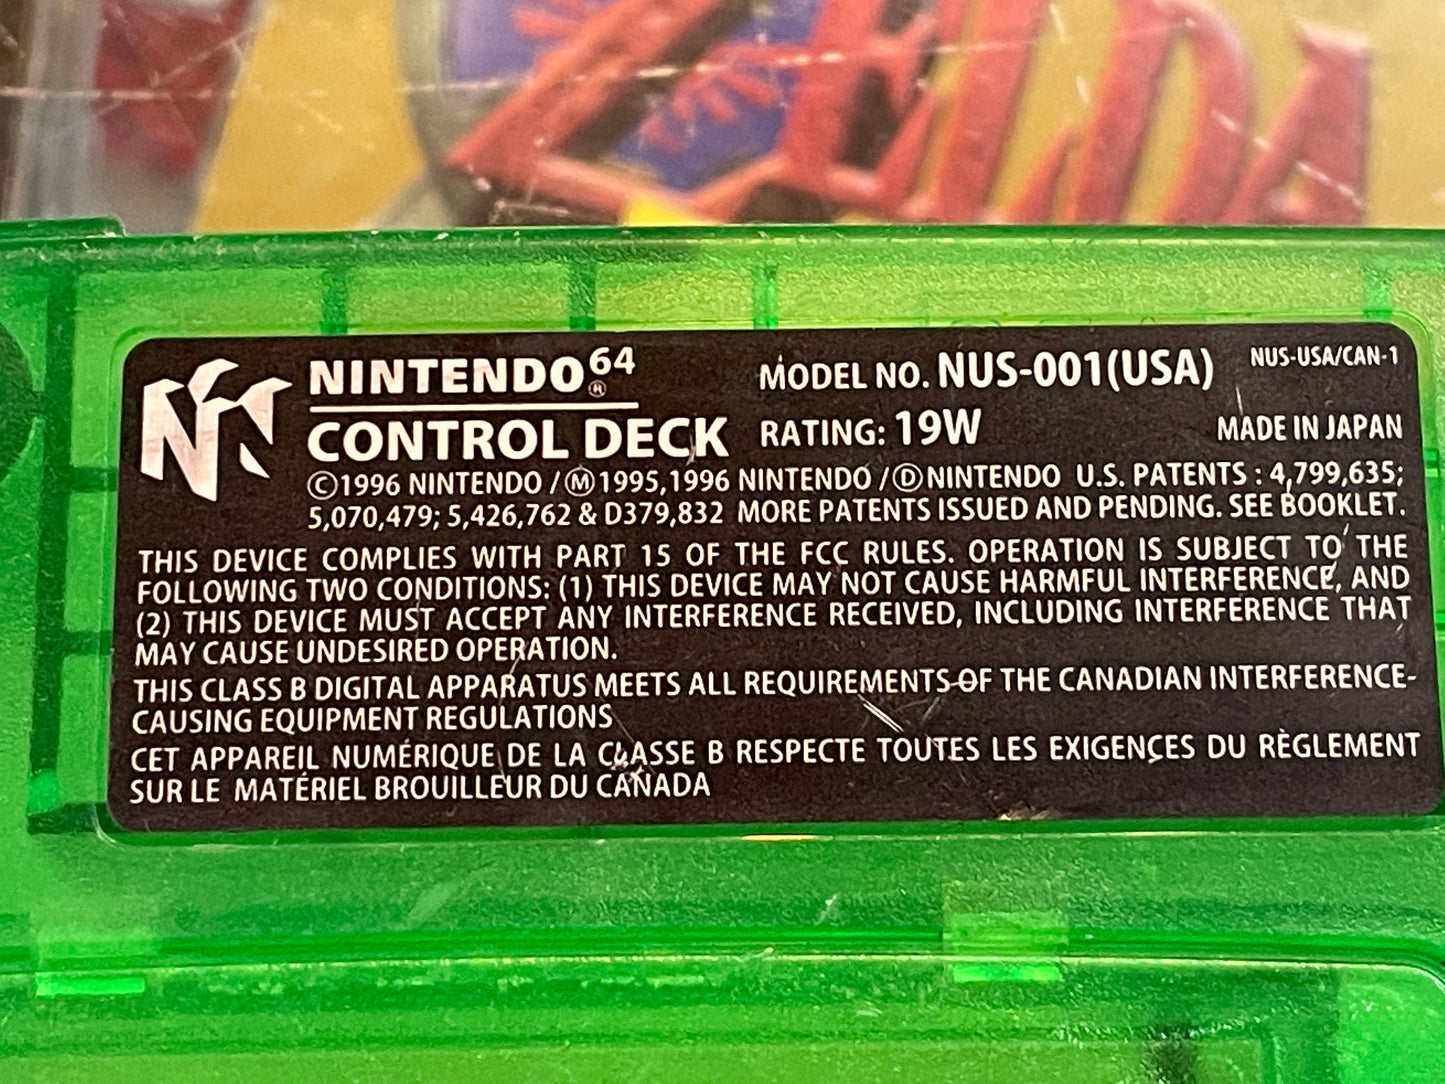 ZELDA
NINTENDO64®
CONTROL DECK
MODEL NO. NUS-001(USA)
NUS-USA/CAN-1
RATING: 19W
MADE IN JAPAN
Ⓒ1996 NINTENDO /Ⓜ1995,1996 NINTENDO /ⒹNINTENDO U.S. PATENTS : 4,799,635;
5,070,479; 5,426,762 & D379,832 MORE PATENTS ISSUED AND PENDING. SEE BOOKLET.
THIS DEVICE COMPLIES WITH PART 15 OF THE FCC RULES. OPERATION IS SUBJECT TO THE
FOLLOWING TWO CONDITIONS: (1) THIS DEVICE MAY NOT CAUSE HARMFUL INTERFERENCE, AND
(2) THIS DEVICE MUST ACCEPT ANY INTERFERENCE RECEIVED, INCLUDING INTERFERENCE THAT
MAY CAUSE UNDESIRED OPERATION.
THIS CLASS B DIGITAL APPARATUS MEETS ALL REQUIREMENTS OF THE CANADIAN INTERFERENCE-
CAUSING EQUIPMENT REGULATIONS
CET APPAREIL NUMÉRIQUE DE LA CLASSE B RESPECTE TOUTES LES EXIGENCES DU RÈGLEMENT
SUR LE MATÉRIEL BROUILLEUR DU CANADA